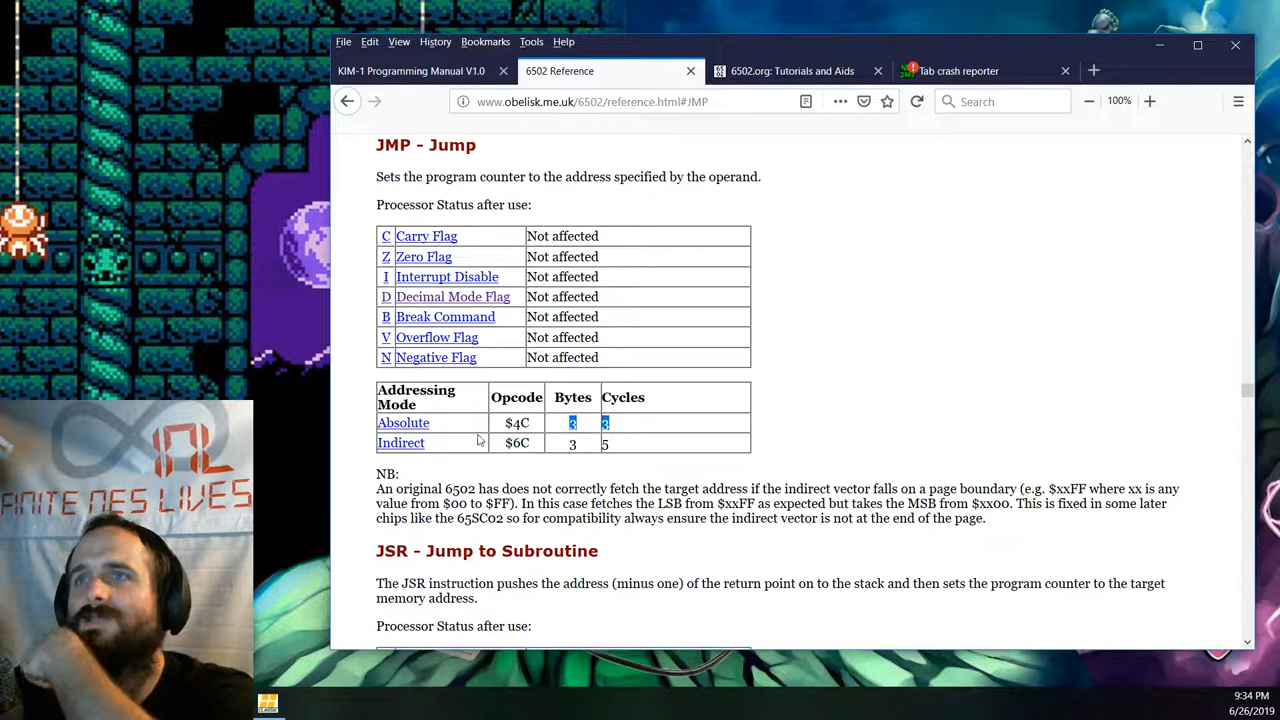 File Edit View History Bookmarks Tools Help
KIM-1 Programming Manual V1.0
6502 Reference
6502.org: Tutorials and Aids
Tab crash reporter
www.obelisk.me.uk/6502/reference.html#JMP
Search
100%
JMP - Jump
Sets the program counter to the address specified by the operand.
Processor Status after use:
C Carry Flag Not affected
Z Zero Flag Not affected
I Interrupt Disable Not affected
D Decimal Mode Flag Not affected
B Break Command Not affected
V Overflow Flag Not affected
N Negative Flag Not affected
Addressing Mode Opcode Bytes Cycles
Absolute $4C 3 3
Indirect $6C 3 5
NB:
An original 6502 has does not correctly fetch the target address if the indirect vector falls on a page boundary (e.g. $xxFF where xx is any
value from $00 to $FF). In this case fetches the LSB from $xxFF as expected but takes the MSB from $xx00. This is fixed in some later
chips like the 65SC02 so for compatibility always ensure the indirect vector is not at the end of the page.
JSR - Jump to Subroutine
The JSR instruction pushes the address (minus one) of the return point on to the stack and then sets the program counter to the target
memory address.
Processor Status after use:
INL
FINITE NES LIVES
CLASSIC
9:34 PM
6/26/2019